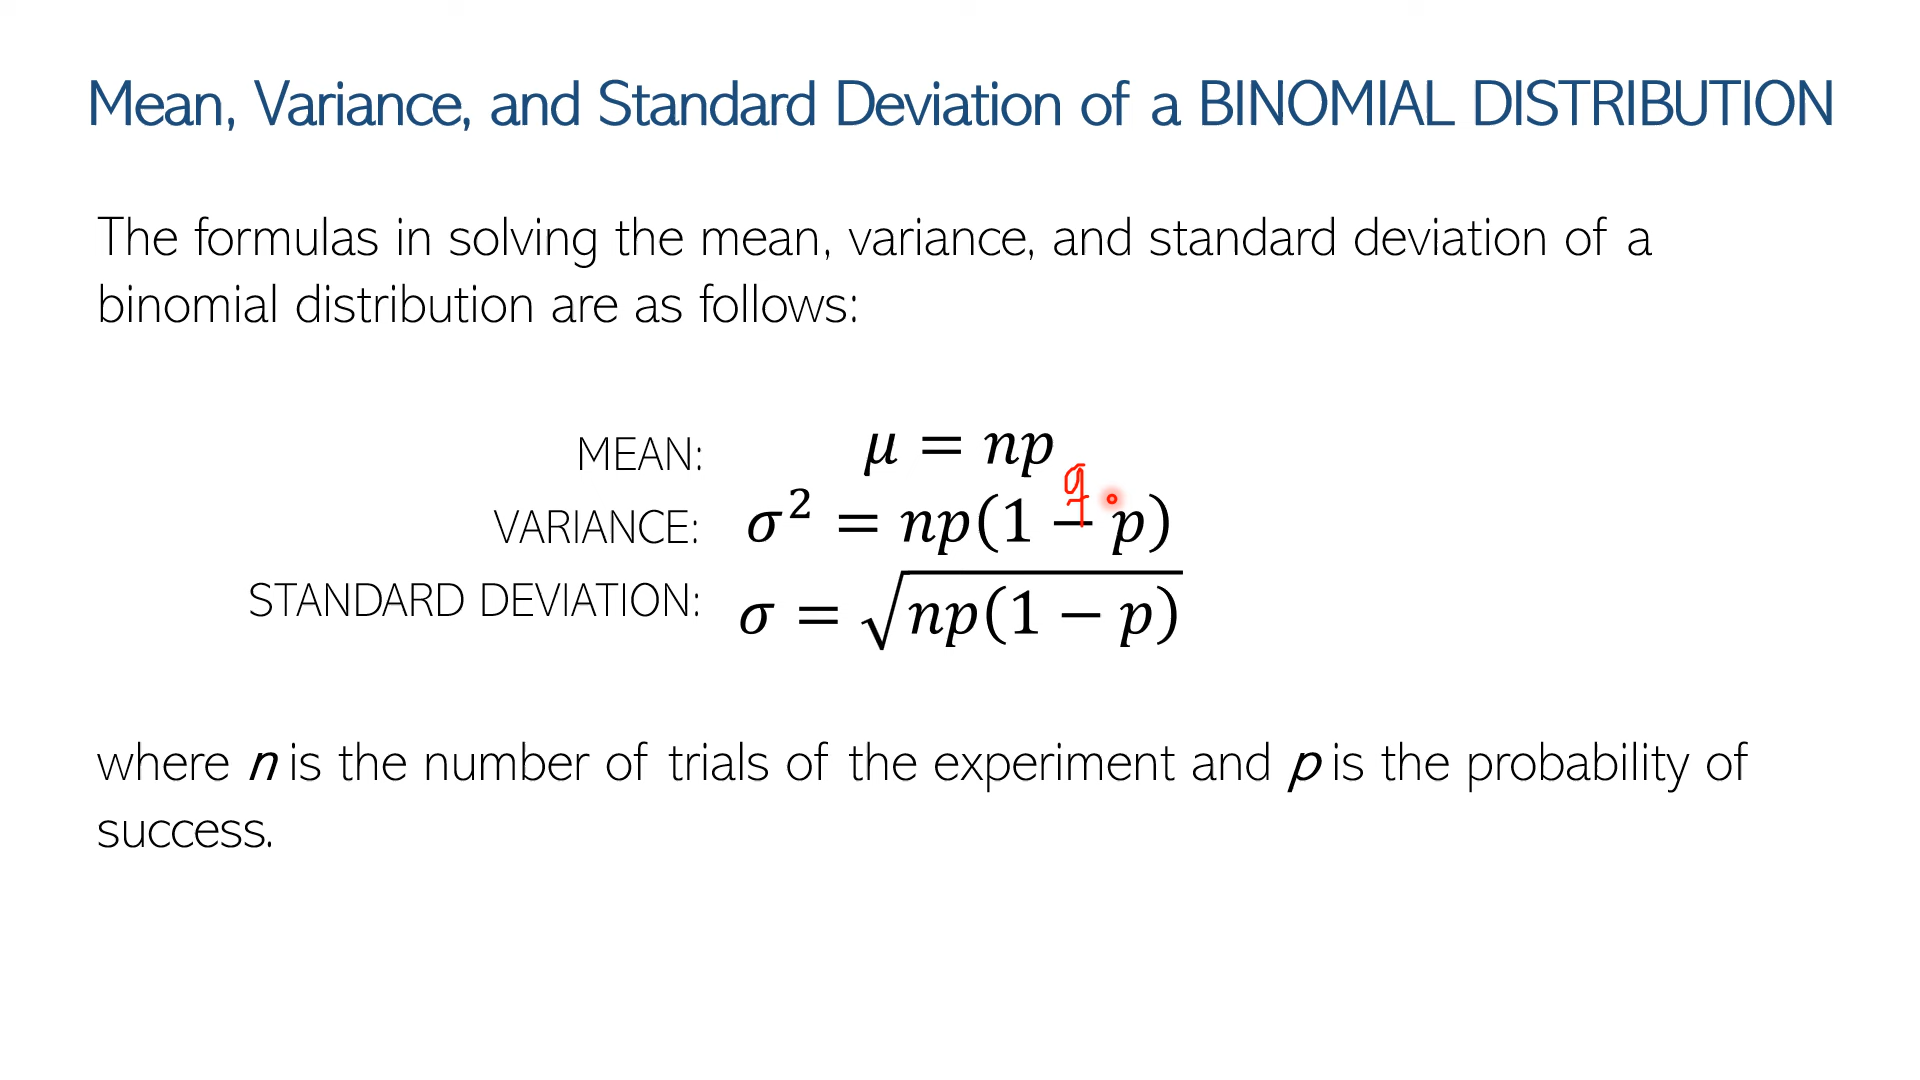 Mean, Variance, and Standard Deviation of a BINOMIAL DISTRIBUTION
The formulas in solving the mean, variance, and standard deviation of a
binomial distribution are as follows:
MEAN: μ = np
q
VARIANCE: σ² = np(1 − p)
STANDARD DEVIATION: σ = √np(1 − p)
where n is the number of trials of the experiment and p is the probability of
success.